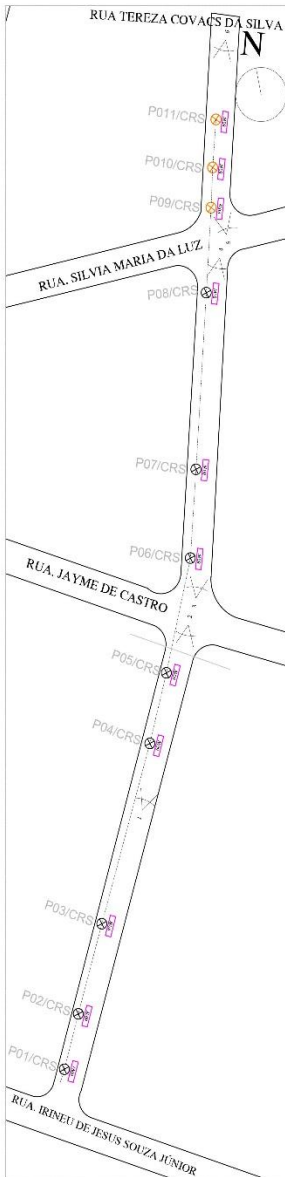 RUA TEREZA COVACS DA SILVA
N
P011/CRS
P010/CRS
P09/CRS
RUA. SILVIA MARIA DA LUZ
P08/CRS
P07/CRS
P06/CRS
RUA. JAYME DE CASTRO
P05/CRS
P04/CRS
P03/CRS
P02/CRS
P01/CRS
RUA. IRINEU DE JESUS SOUZA JÚNIOR